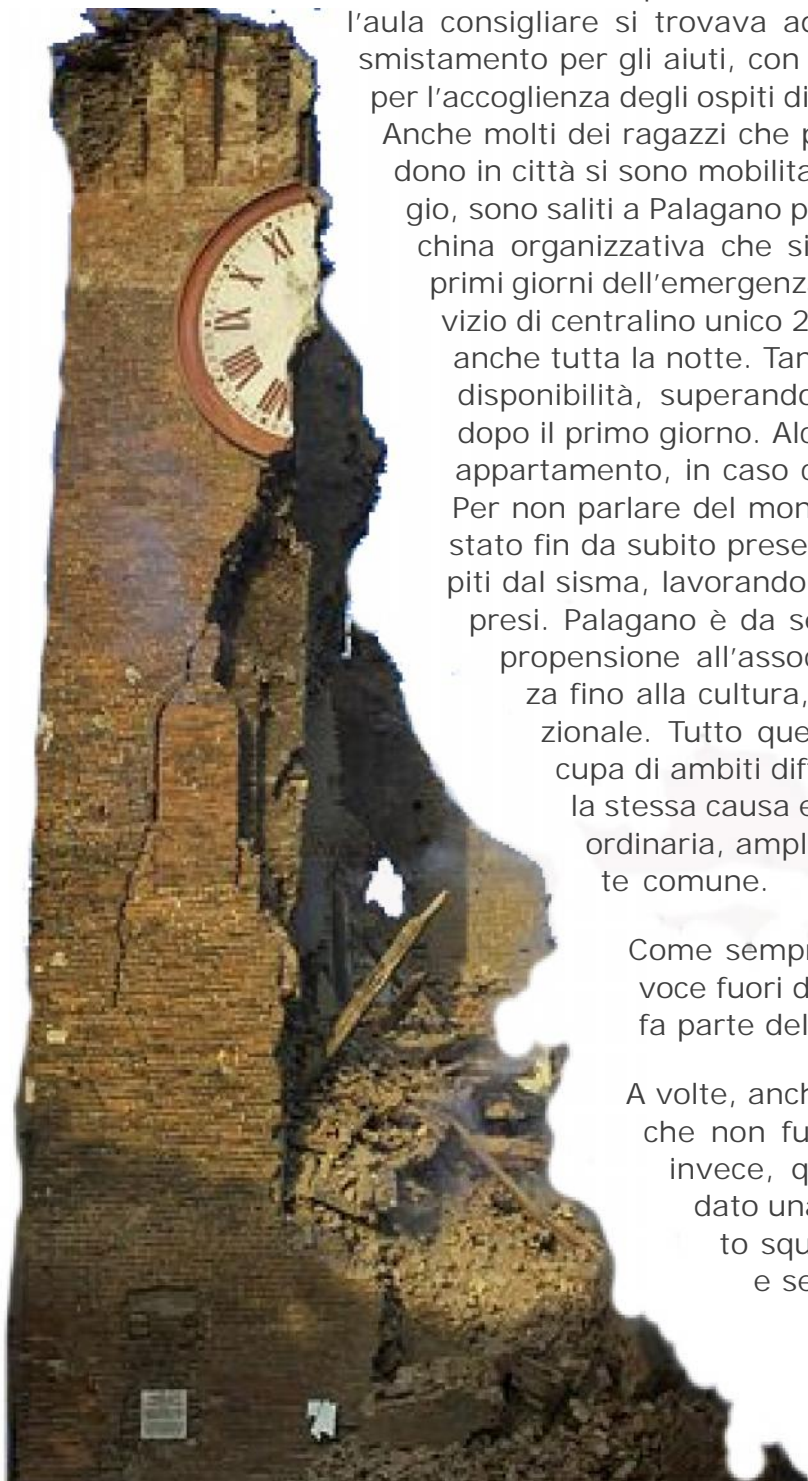 l'aula consigliare si trovava
smistamento per gli aiuti, con
per l'accoglienza degli ospiti di
Anche molti dei ragazzi che p
dono in città si sono mobilita
gio, sono saliti a Palagano p
china organizzativa che si
primi giorni dell'emergenz
vizio di centralino unico 2
anche tutta la notte. Tan
disponibilità, superando
dopo il primo giorno. Alc
appartamento, in caso
Per non parlare del mon
stato fin da subito prese
piti dal sisma, lavorando
presi. Palagano è da se
propensione all'assoc
za fino alla cultura,
zionale. Tutto que
cupa di ambiti dif
la stessa causa e
ordinaria, ampl
te comune.
Come sempr
voce fuori d
fa parte del
A volte, anch
che non fu
invece, q
dato una
to squ
e se
XI
X
IX
VIII
VII